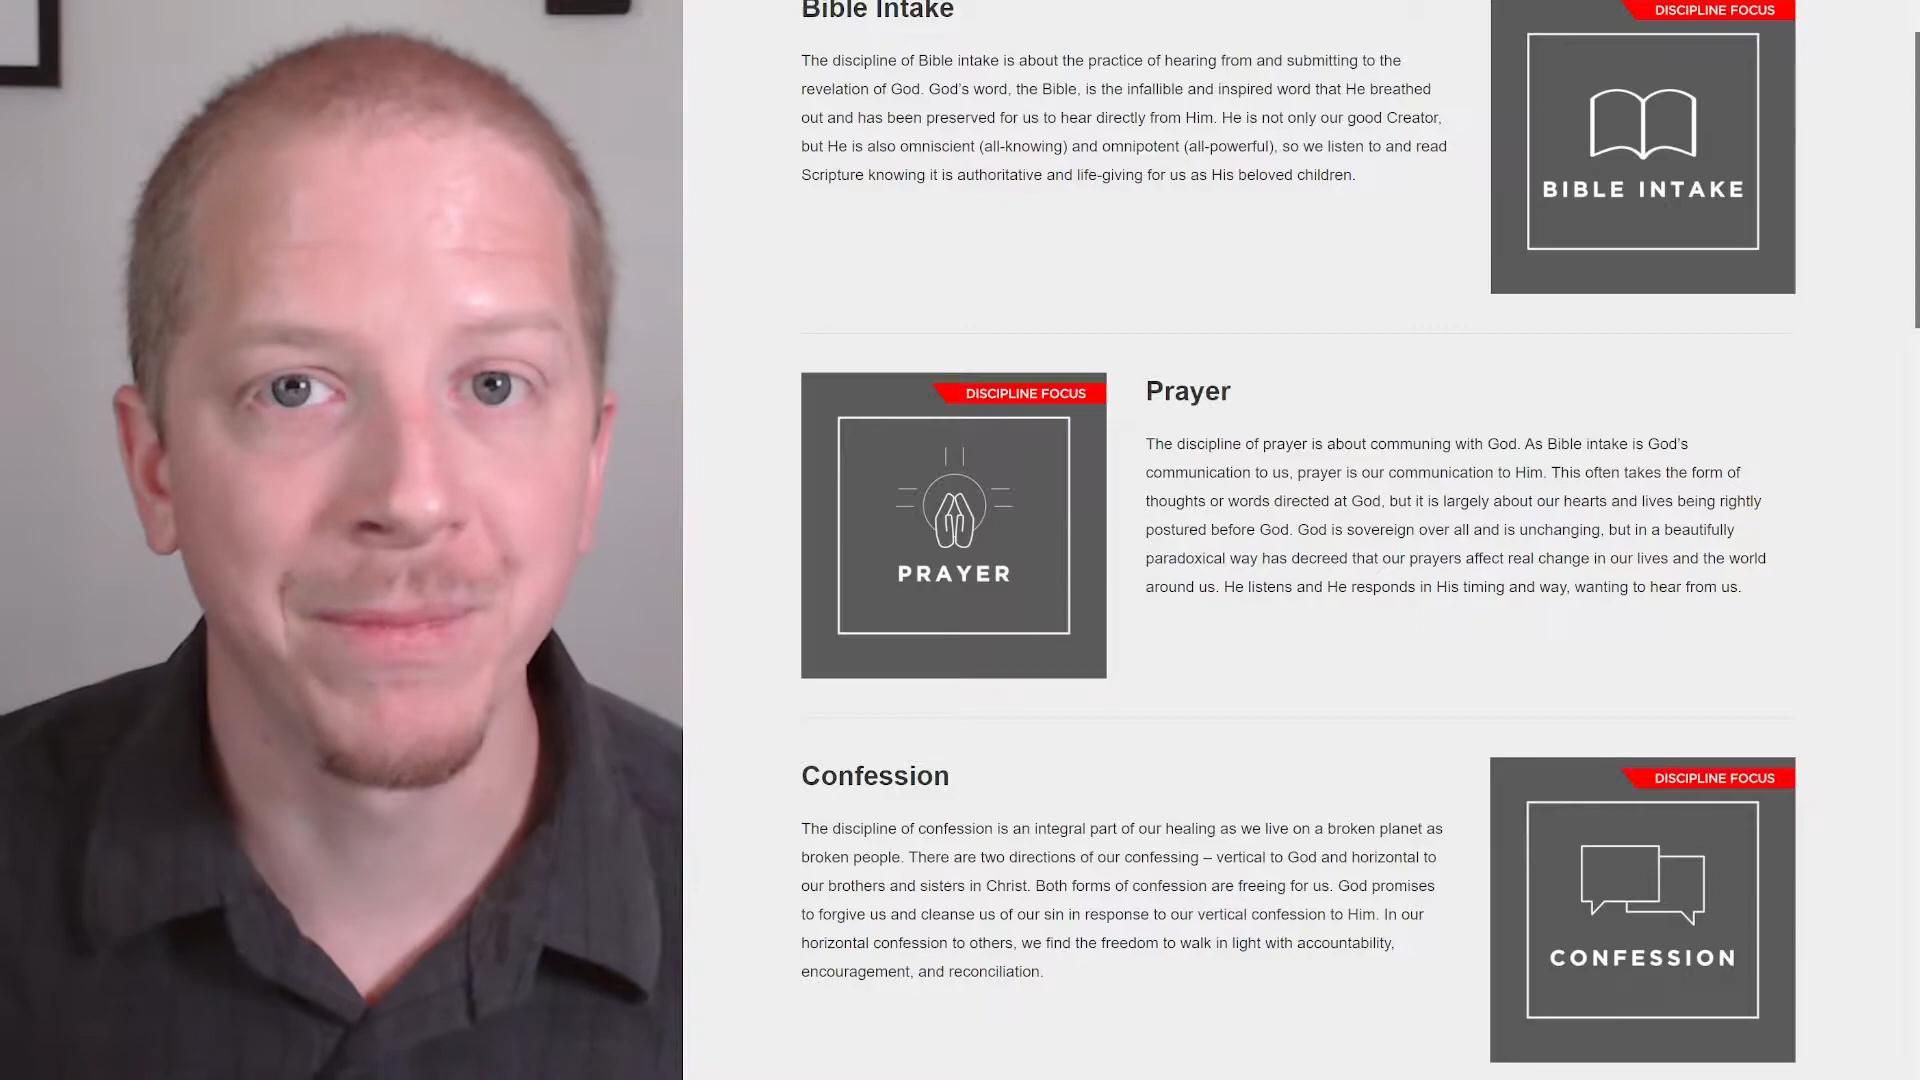 Bible Intake
DISCIPLINE FOCUS
The discipline of Bible intake is about the practice of hearing from and submitting to the
revelation of God. God’s word, the Bible, is the infallible and inspired word that He breathed
out and has been preserved for us to hear directly from Him. He is not only our good Creator,
but He is also omniscient (all-knowing) and omnipotent (all-powerful), so we listen to and read
Scripture knowing it is authoritative and life-giving for us as His beloved children.
BIBLE INTAKE
DISCIPLINE FOCUS
PRAYER
Prayer
The discipline of prayer is about communing with God. As Bible intake is God’s
communication to us, prayer is our communication to Him. This often takes the form of
thoughts or words directed at God, but it is largely about our hearts and lives being rightly
postured before God. God is sovereign over all and is unchanging, but in a beautifully
paradoxical way has decreed that our prayers affect real change in our lives and the world
around us. He listens and He responds in His timing and way, wanting to hear from us.
Confession
DISCIPLINE FOCUS
The discipline of confession is an integral part of our healing as we live on a broken planet as
broken people. There are two directions of our confessing – vertical to God and horizontal to
our brothers and sisters in Christ. Both forms of confession are freeing for us. God promises
to forgive us and cleanse us of our sin in response to our vertical confession to Him. In our
horizontal confession to others, we find the freedom to walk in light with accountability,
encouragement, and reconciliation.
CONFESSION